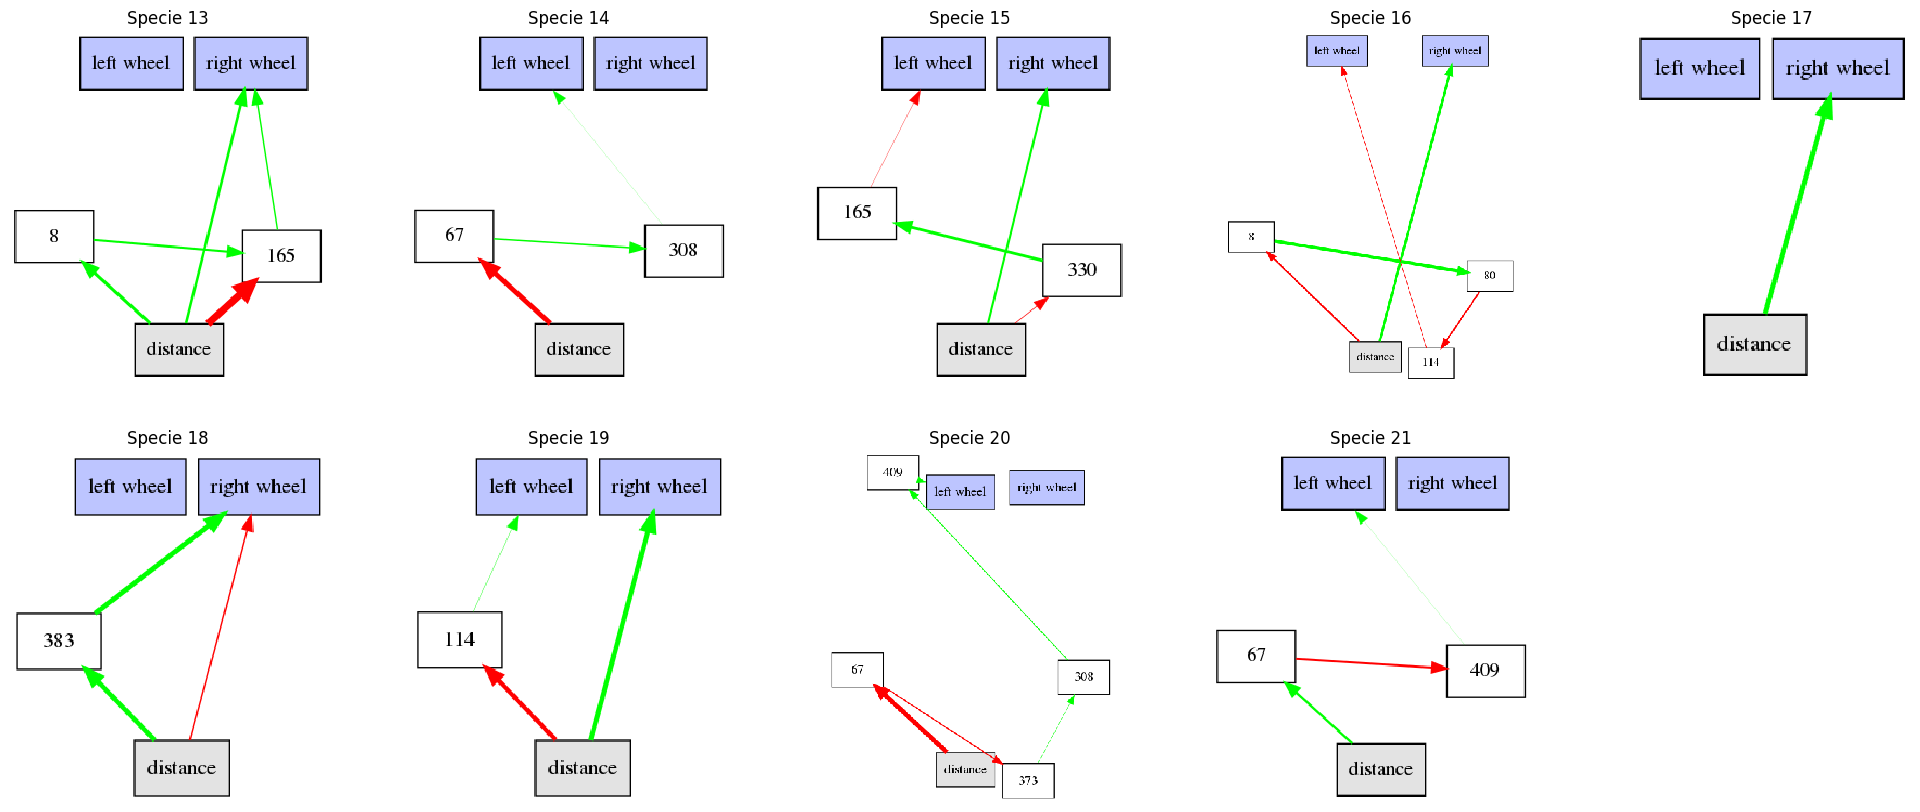 Specie 13
left wheel
right wheel
8
165
distance
Specie 14
left wheel
right wheel
67
308
distance
Specie 15
left wheel
right wheel
165
330
distance
Specie 16
left wheel
right wheel
8
80
distance
114
Specie 17
left wheel
right wheel
distance
Specie 18
left wheel
right wheel
383
distance
Specie 19
left wheel
right wheel
114
distance
Specie 20
409
left wheel
right wheel
67
308
distance
373
Specie 21
left wheel
right wheel
67
409
distance